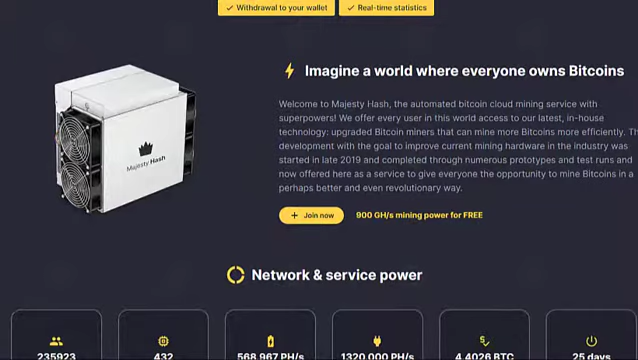 Withdrawal to your wallet
Real-time statistics
Imagine a world where everyone owns Bitcoins
Welcome to Majesty Hash, the automated bitcoin cloud mining service with
superpowers! We offer every user in this world access to our latest, in-house
technology: upgraded Bitcoin miners that can mine more Bitcoins more efficiently. Th
development with the goal to improve current mining hardware in the industry was
started in late 2019 and completed through numerous prototypes and test runs and
now offered here as a service to give everyone the opportunity to mine Bitcoins in a
perhaps better and even revolutionary way.
Majesty Hash
Join now
900 GH/s mining power for FREE
Network & service power
235923
432
568.967 PH/s
1320.000 PH/s
4.4026 BTC
25 days